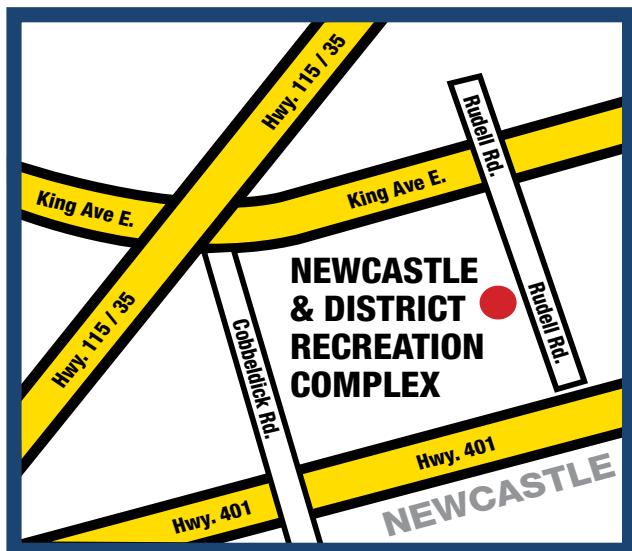 Hwy. 115 / 35
Rudell Rd.
King Ave E.
King Ave E.
NEWCASTLE
& DISTRICT
RECREATION
COMPLEX
Rudell Rd.
Hwy. 115 / 35
Cobbeldick Rd.
Hwy. 401
NEWCASTLE
Hwy. 401